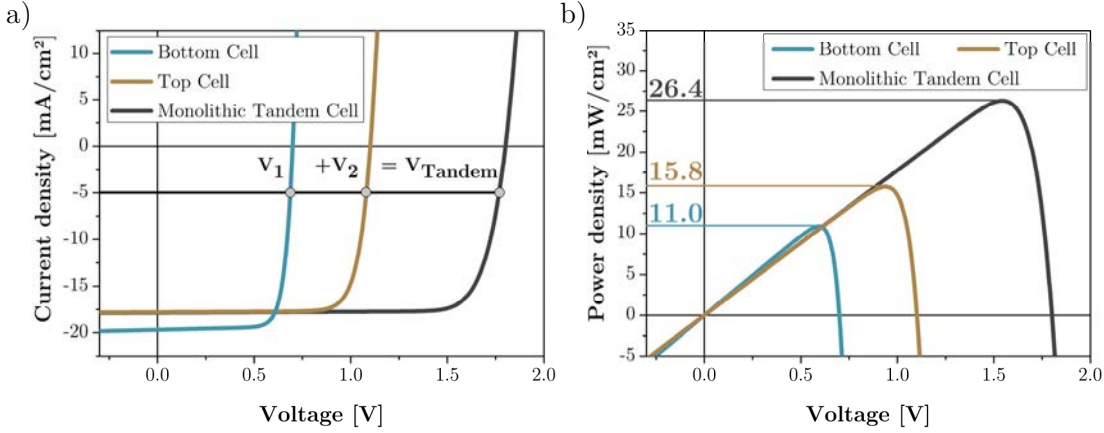 a)
Current density [mA/cm²]
10
5
0
-5
-10
-15
-20
Bottom Cell
Top Cell
Monolithic Tandem Cell
V1 +V2 = VTandem
0.0 0.5 1.0 1.5 2.0
Voltage [V]
b)
Power density [mW/cm²]
35
30
25
20
15
10
5
0
-5
Bottom Cell Top Cell
Monolithic Tandem Cell
26.4
15.8
11.0
0.0 0.5 1.0 1.5 2.0
Voltage [V]